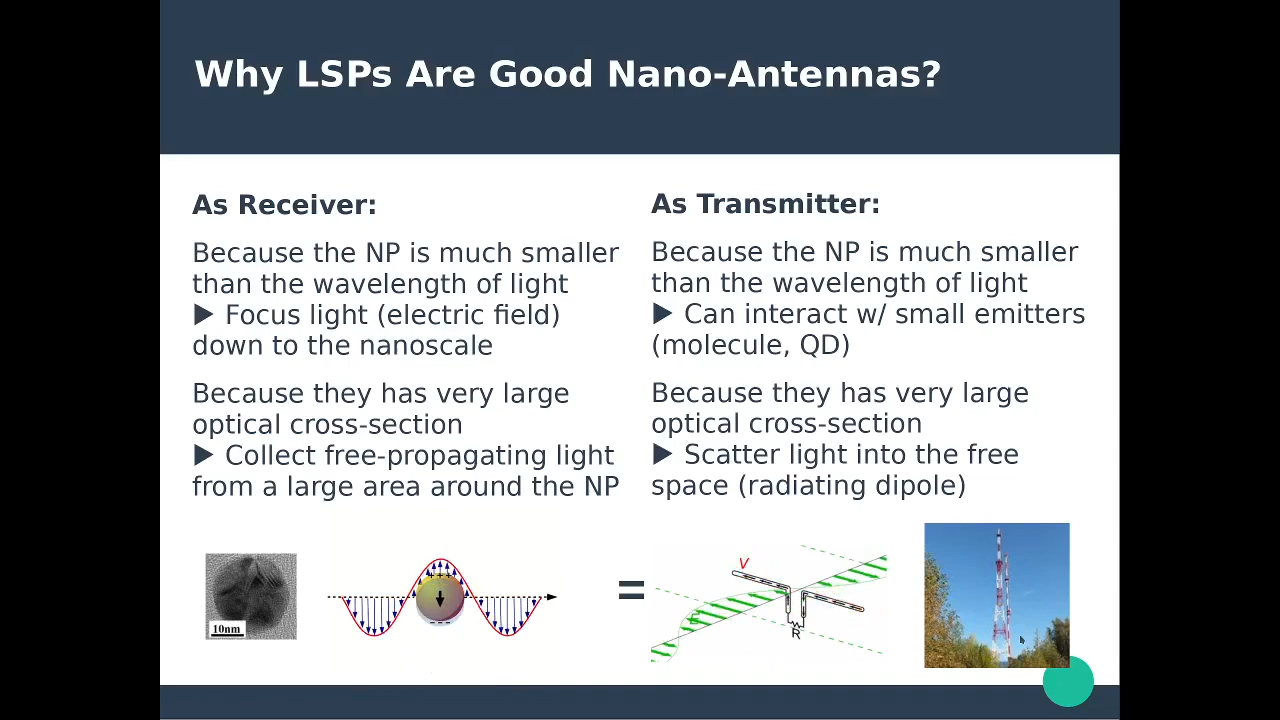 Why LSPs Are Good Nano-Antennas?
As Receiver:
Because the NP is much smaller
than the wavelength of light
▶ Focus light (electric field)
down to the nanoscale
Because they has very large
optical cross-section
▶ Collect free-propagating light
from a large area around the NP
As Transmitter:
Because the NP is much smaller
than the wavelength of light
▶ Can interact w/ small emitters
(molecule, QD)
Because they has very large
optical cross-section
▶ Scatter light into the free
space (radiating dipole)
10nm
+ + +
- - -
=
V
E
R